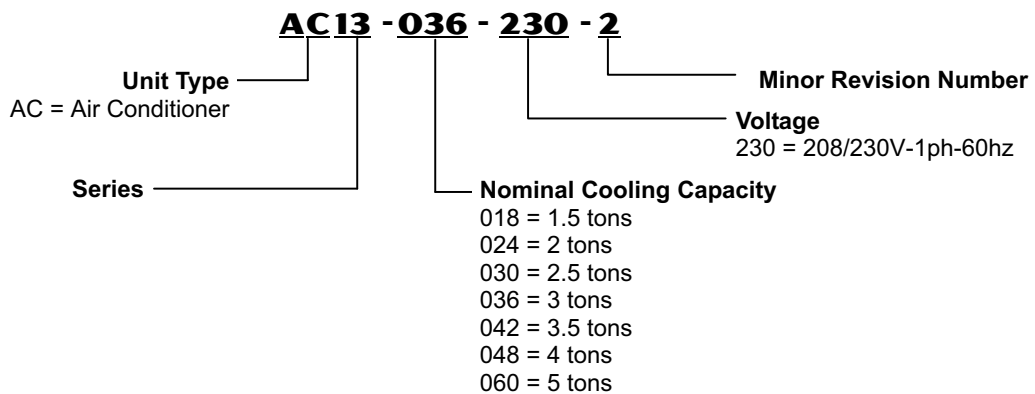 AC13 - 036 - 230 - 2
Unit Type
AC = Air Conditioner
Minor Revision Number
Voltage
230 = 208/230V-1ph-60hz
Series
Nominal Cooling Capacity
018 = 1.5 tons
024 = 2 tons
030 = 2.5 tons
036 = 3 tons
042 = 3.5 tons
048 = 4 tons
060 = 5 tons